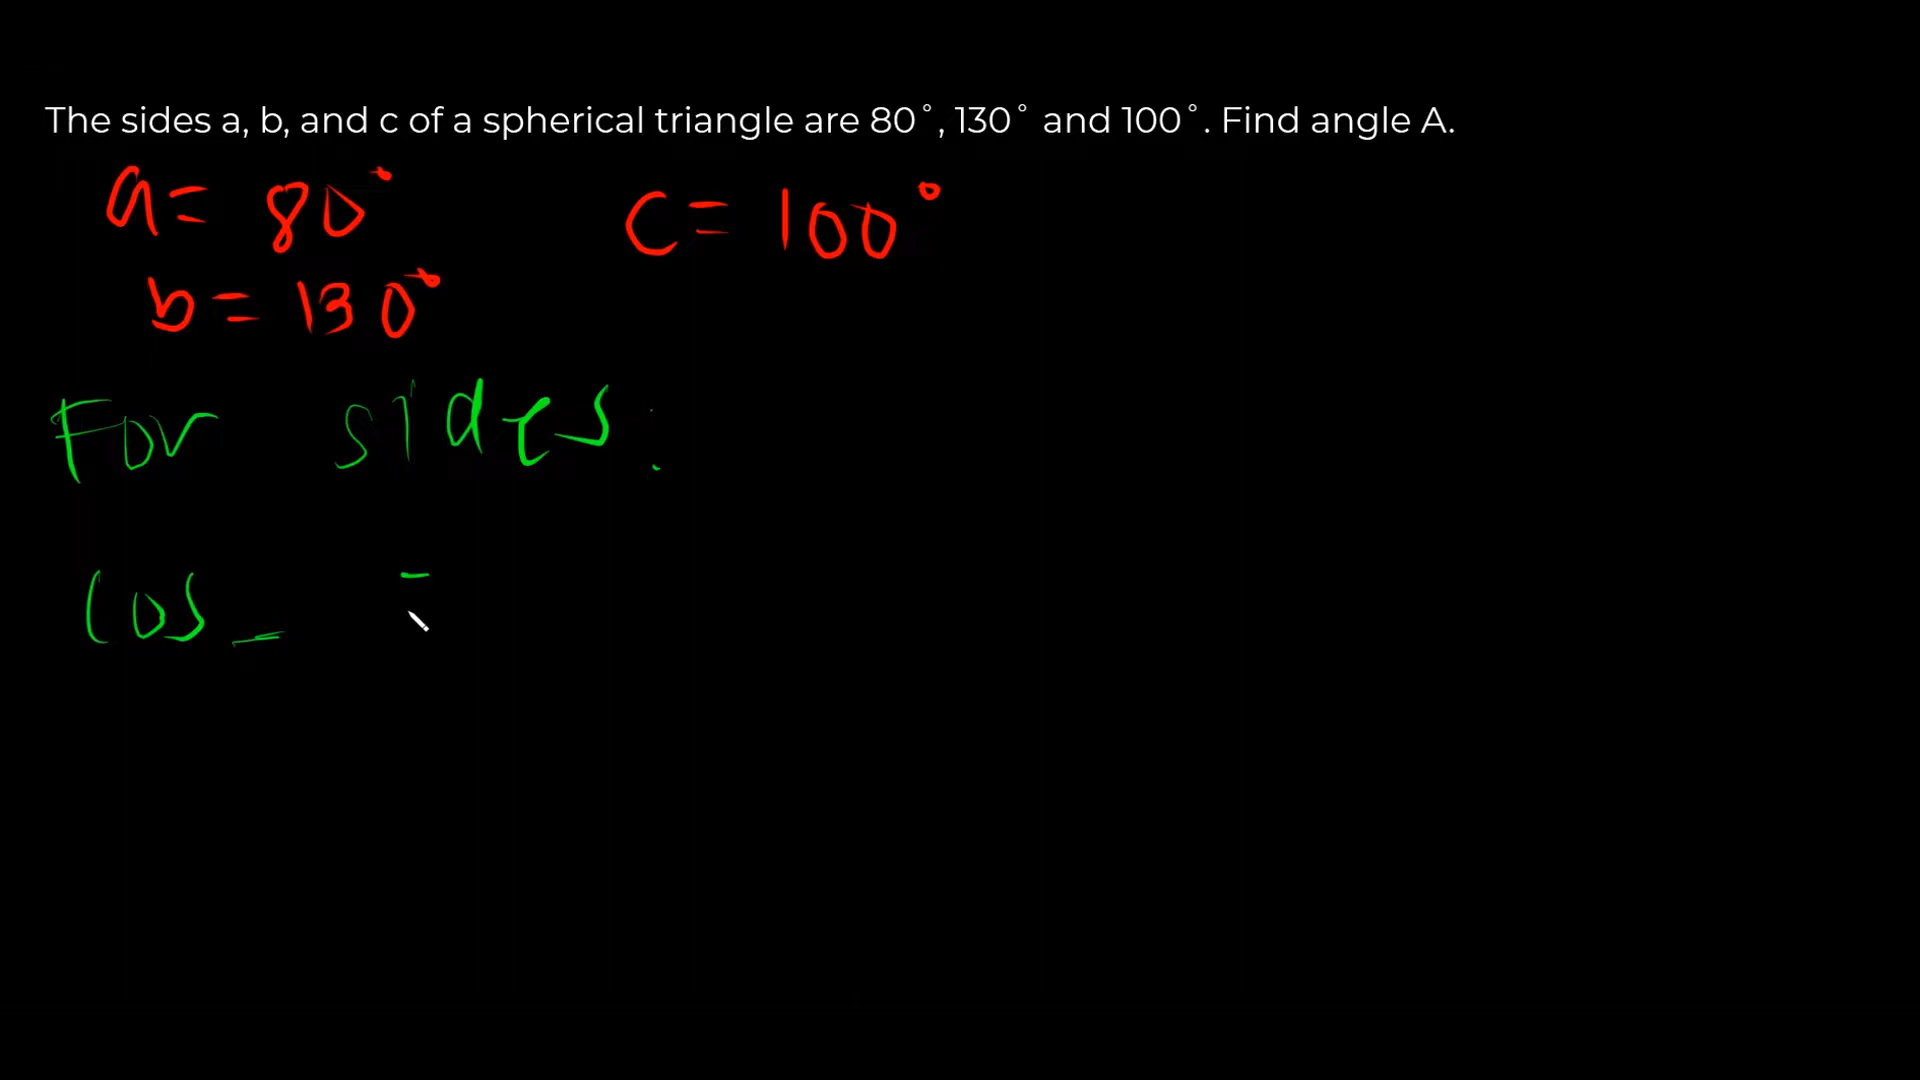 The sides a, b, and c of a spherical triangle are 80˚, 130˚ and 100˚. Find angle A.
a = 80° c = 100°
b = 130°
For sides:
Cos _ -